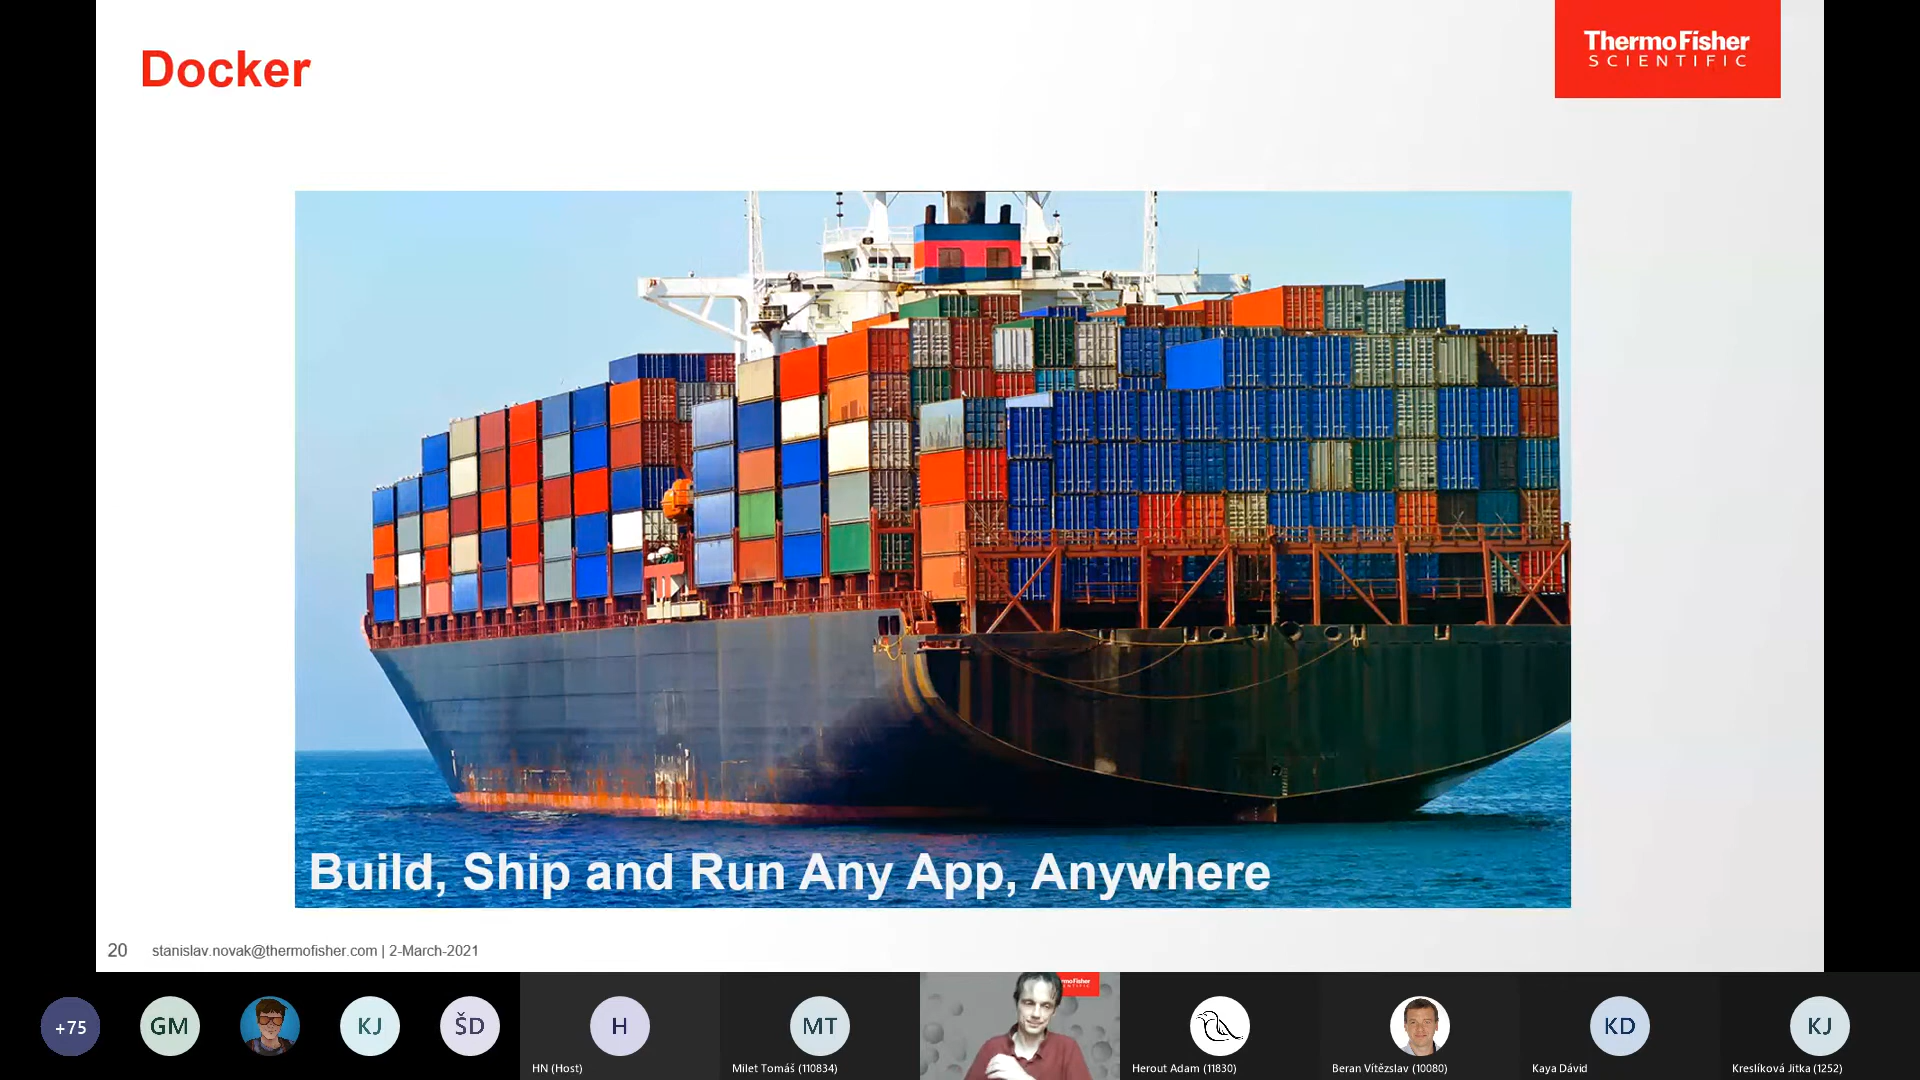 Docker
ThermoFisher
SCIENTIFIC
Build, Ship and Run Any App, Anywhere
20 stanislav.novak@thermofisher.com | 2-March-2021
+75
GM
KJ
ŠD
H
MT
KD
KJ
HN (Host)
Milet Tomáš (110834)
Herout Adam (11830)
Beran Vítězslav (10080)
Kaya Dávid
Kreslíková Jitka (1252)